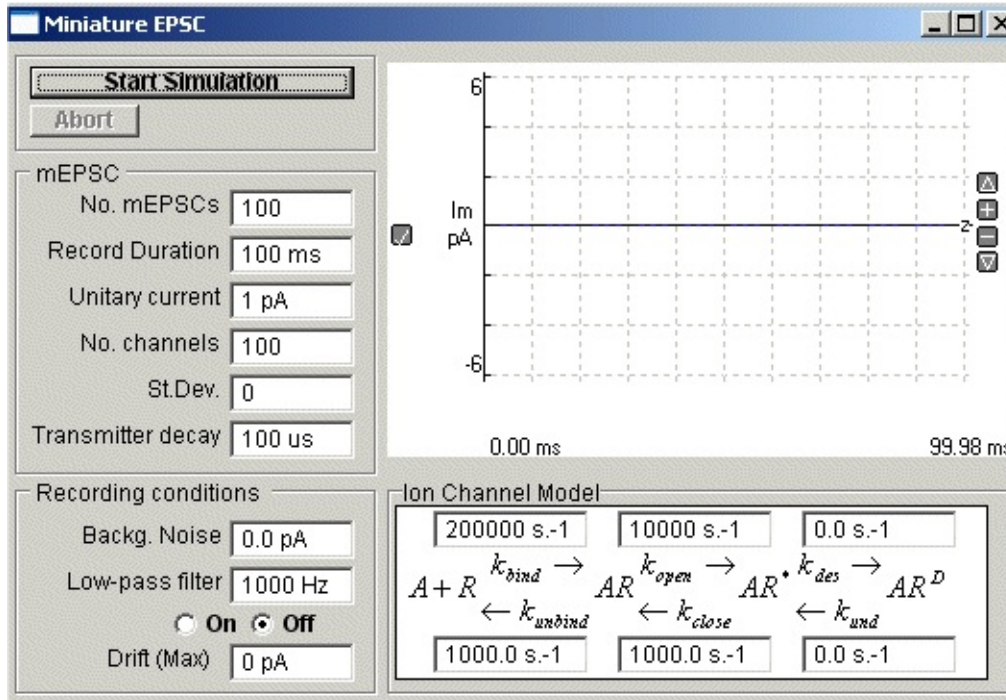 Miniature EPSC
Start Simulation
Abort
mEPSC
No. mEPSCs 100
Record Duration 100 ms
Unitary current 1 pA
No. channels 100
St.Dev. 0
Transmitter decay 100 us
Recording conditions
Backg. Noise 0.0 pA
Low-pass filter 1000 Hz
On Off
Drift (Max) 0 pA
6
Im
pA
z
-6
0.00 ms 99.98 ms
Ion Channel Model
200000 s.-1 10000 s.-1 0.0 s.-1
A + R k_bind → AR k_open → AR* k_des → AR^D
← k_unbind ← k_close ← k_und
1000.0 s.-1 1000.0 s.-1 0.0 s.-1